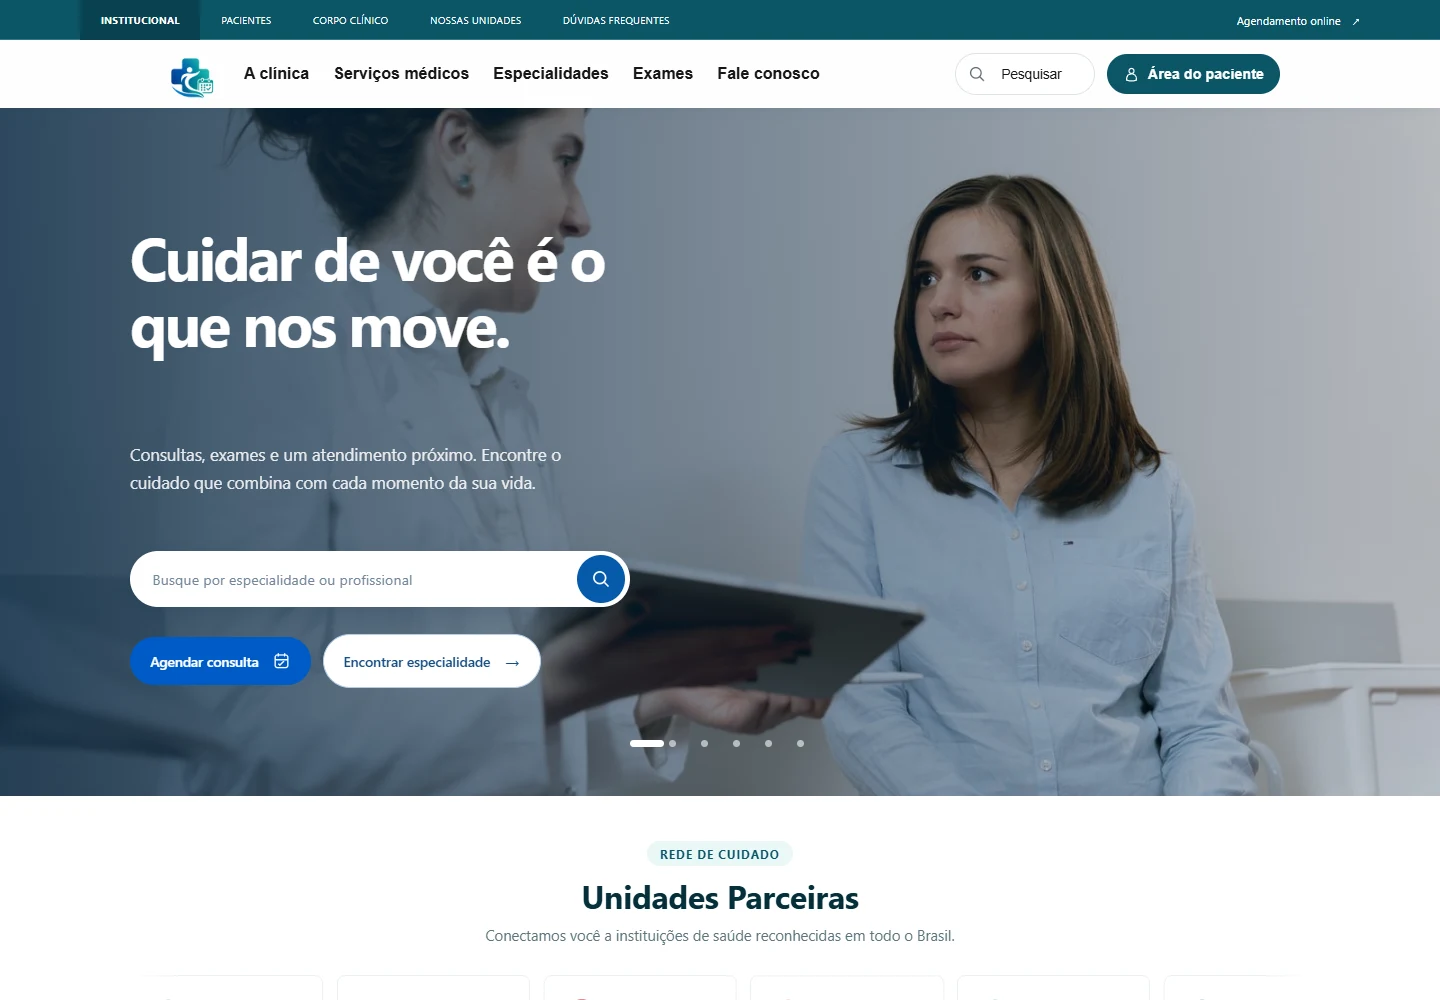 INSTITUCIONAL
PACIENTES
CORPO CLÍNICO
NOSSAS UNIDADES
DÚVIDAS FREQUENTES
Agendamento online ↗
A clínica
Serviços médicos
Especialidades
Exames
Fale conosco
Pesquisar
Área do paciente
Cuidar de você é o
que nos move.
Consultas, exames e um atendimento próximo. Encontre o
cuidado que combina com cada momento da sua vida.
Busque por especialidade ou profissional
Agendar consulta
Encontrar especialidade →
REDE DE CUIDADO
Unidades Parceiras
Conectamos você a instituições de saúde reconhecidas em todo o Brasil.